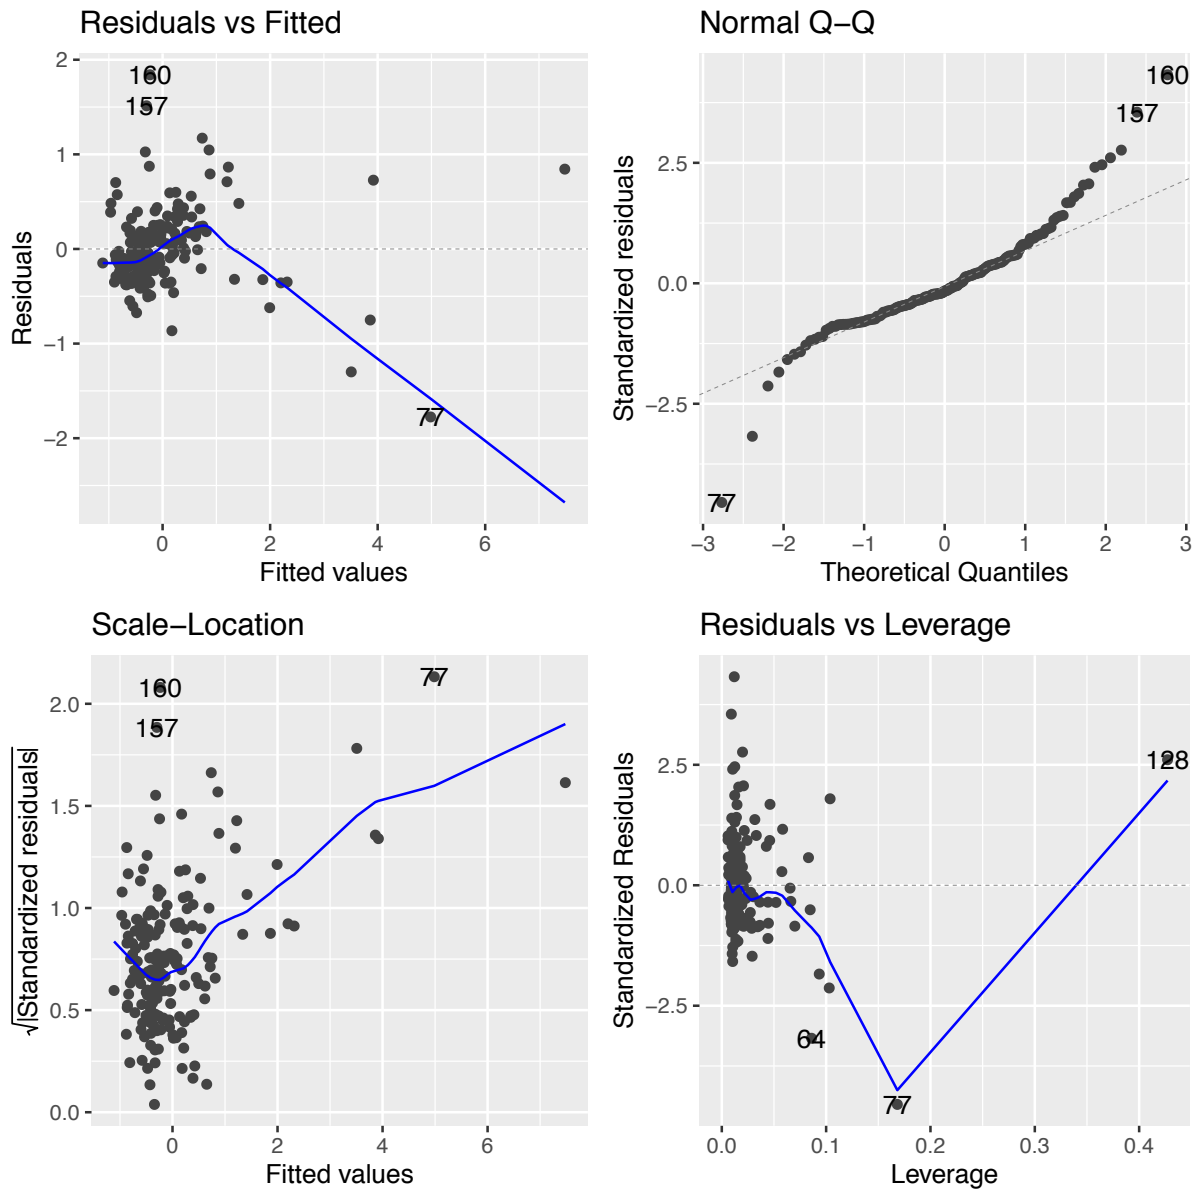 Residuals vs Fitted
160
157
77
2
1
0
−1
−2
Residuals
0 2 4 6
Fitted values
Normal Q−Q
160
157
77
2.5
0.0
−2.5
Standardized residuals
−3 −2 −1 0 1 2 3
Theoretical Quantiles
Scale−Location
77
160
157
2.0
1.5
1.0
0.5
0.0
√|Standardized residuals|
0 2 4 6
Fitted values
Residuals vs Leverage
128
64
77
2.5
0.0
−2.5
Standardized Residuals
0.0 0.1 0.2 0.3 0.4
Leverage